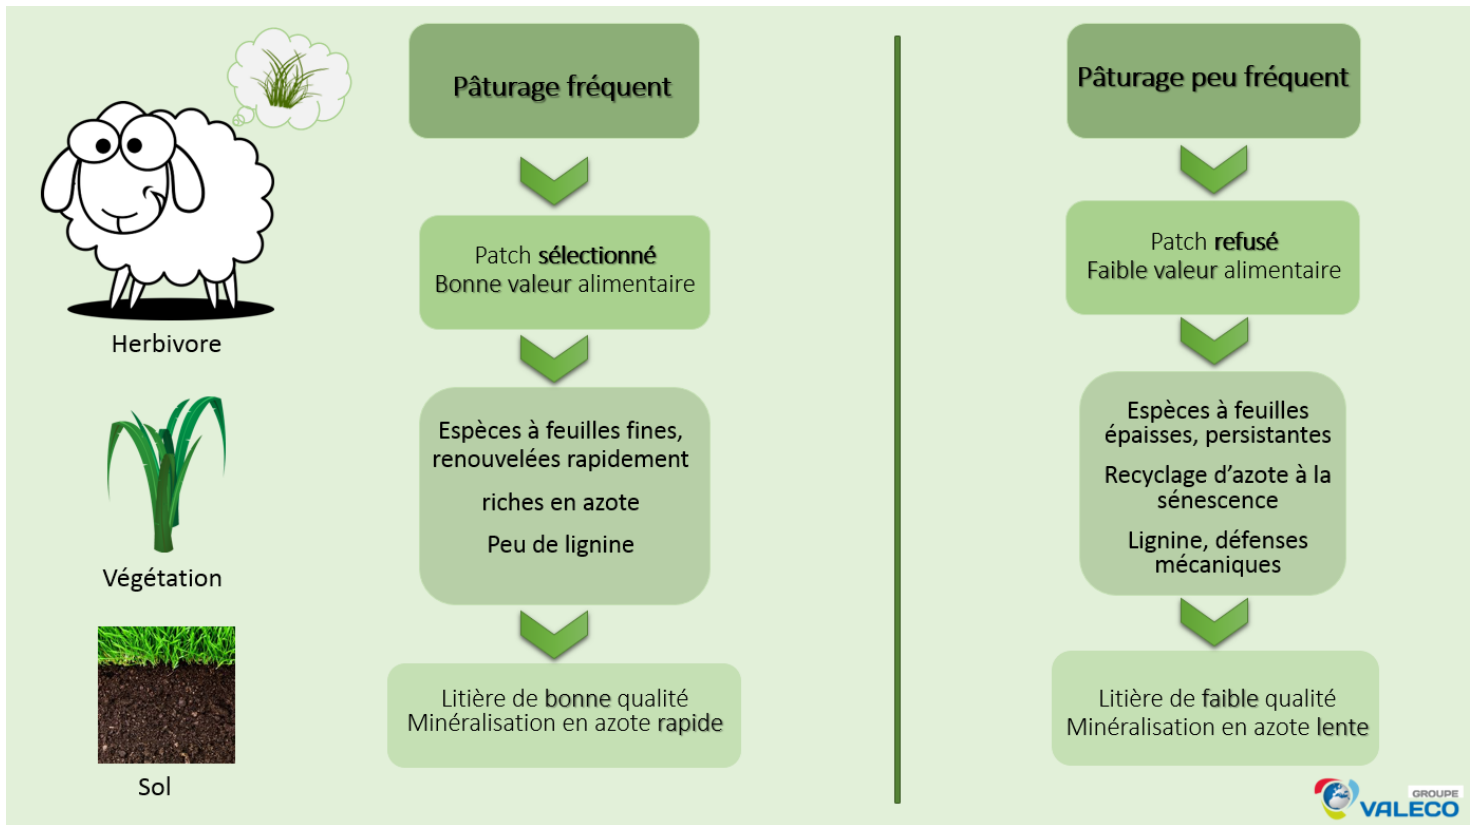 Herbivore
Végétation
Sol
Pâturage fréquent
Patch sélectionné
Bonne valeur alimentaire
Espèces à feuilles fines,
renouvelées rapidement
riches en azote
Peu de lignine
Litière de bonne qualité
Minéralisation en azote rapide
Pâturage peu fréquent
Patch refusé
Faible valeur alimentaire
Espèces à feuilles
épaisses, persistantes
Recyclage d’azote à la
sénescence
Lignine, défenses
mécaniques
Litière de faible qualité
Minéralisation en azote lente
GROUPE
VALECO